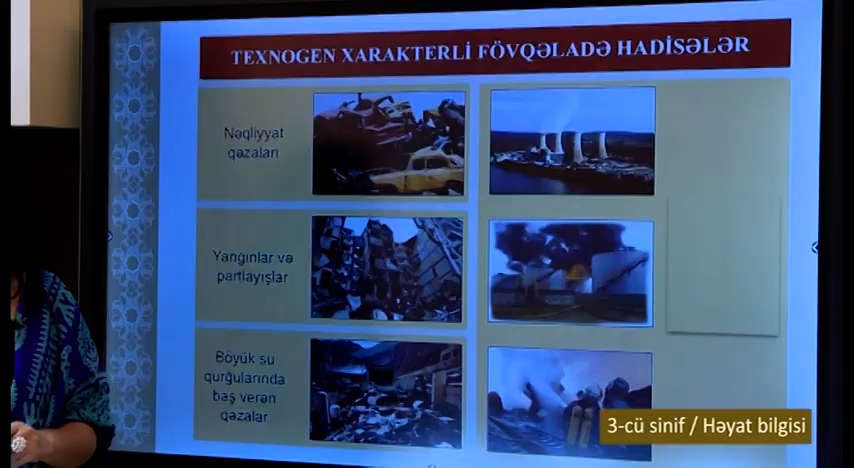 TEXNOGEN XARAKTERLİ FÖVQƏLADƏ HADİSƏLƏR
Nəqliyyat
qəzaları
Yanğınlar və
partlayışlar
Böyük su
qurğularında
baş verən
qəzalar
3-cü sinif / Həyat bilgisi